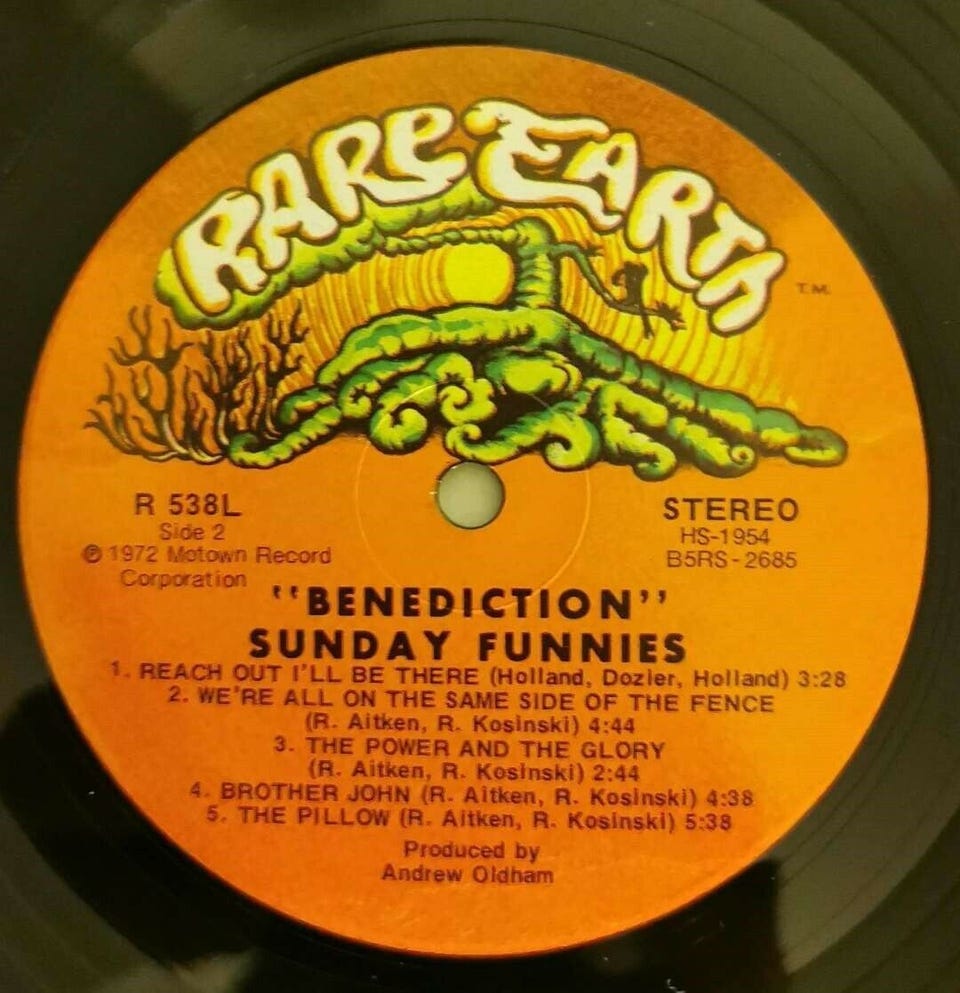 RARE EARTH
T.M.
R 538L
Side 2
℗ 1972 Motown Record
Corporation
STEREO
HS-1954
B5RS-2685
"BENEDICTION"
SUNDAY FUNNIES
1. REACH OUT I'LL BE THERE (Holland, Dozier, Holland) 3:28
2. WE'RE ALL ON THE SAME SIDE OF THE FENCE
(R. Aitken, R. Kosinski) 4:44
3. THE POWER AND THE GLORY
(R. Aitken, R. Kosinski) 2:44
4. BROTHER JOHN (R. Aitken, R. Kosinski) 4:38
5. THE PILLOW (R. Aitken, R. Kosinski) 5:38
Produced by
Andrew Oldham